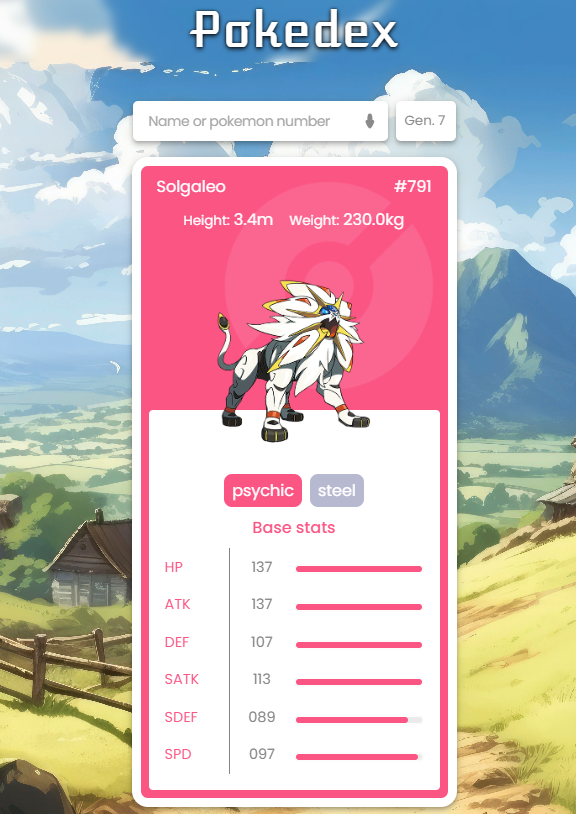 Pokedex
Name or pokemon number
Gen. 7
Solgaleo #791
Height: 3.4m Weight: 230.0kg
psychic steel
Base stats
HP 137
ATK 137
DEF 107
SATK 113
SDEF 089
SPD 097